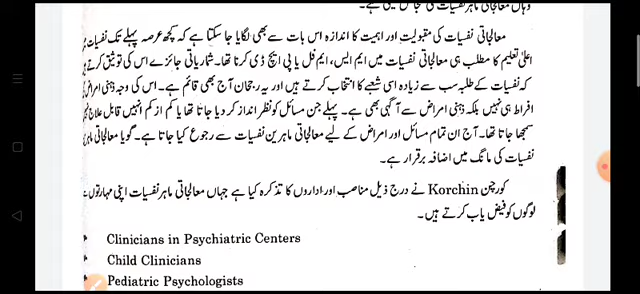 وہاں معالجاتی ماہر نفسیات کی
معالجاتی نفسیات کی مقبولیت اور اہمیت کا اندازہ اس بات سے بھی لگایا جا سکتا ہے کہ کچھ عرصہ پہلے تک نفسیات
اعلیٰ تعلیم کا مطلب ہی معالجاتی نفسیات میں ایم ایس، ایم فل یا پی ایچ ڈی کرنا تھا۔ شماریاتی جائزے اس کی توثیق کرتے
کہ نفسیات کے طلبہ سب سے زیادہ اسی شعبے کا انتخاب کرتے ہیں اور یہ رجحان آج بھی قائم ہے۔ اس کی وجہ ذہنی امراض
افراط ہی نہیں بلکہ ذہنی امراض سے آگہی بھی ہے۔ پہلے جن مسائل کو نظر انداز کر دیا جاتا تھا یا کم از کم انہیں قابل علاج
سمجھا جاتا تھا۔ آج ان تمام مسائل اور امراض کے لیے معالجاتی ماہرین نفسیات سے رجوع کیا جاتا ہے۔ گویا معالجاتی
نفسیات کی مانگ میں اضافہ برقرار ہے۔
کورچن Korchin نے درج ذیل مناصب اور اداروں کا تذکرہ کیا ہے جہاں معالجاتی ماہر نفسیات اپنی مہارتوں
لوگوں کو فیض یاب کرتے ہیں۔
Clinicians in Psychiatric Centers
Child Clinicians
Pediatric Psychologists